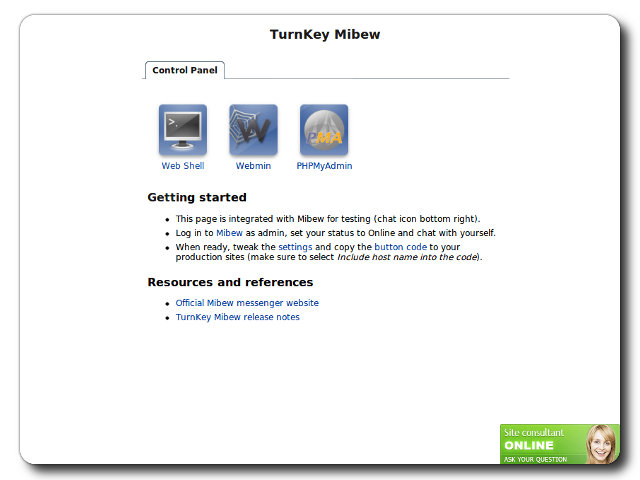 TurnKey Mibew
Control Panel
>_
W
PMA
Web Shell
Webmin
PHPMyAdmin
Getting started
This page is integrated with Mibew for testing (chat icon bottom right).
Log in to Mibew as admin, set your status to Online and chat with yourself.
When ready, tweak the settings and copy the button code to your
production sites (make sure to select Include host name into the code).
Resources and references
Official Mibew messenger website
TurnKey Mibew release notes
Site consultant
ONLINE
ASK YOUR QUESTION